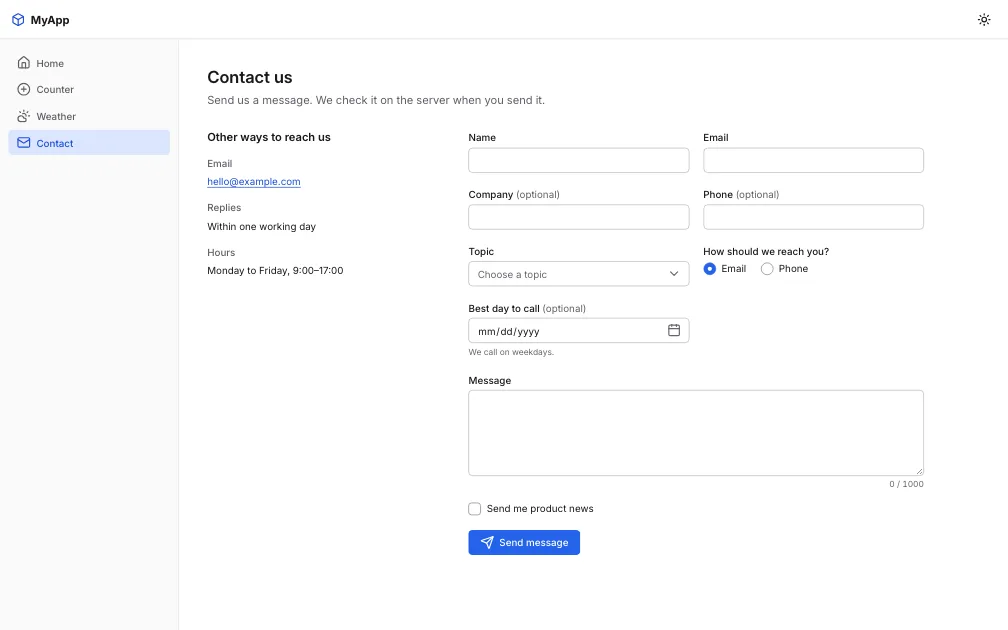 MyApp
Home
Counter
Weather
Contact
Contact us
Send us a message. We check it on the server when you send it.
Other ways to reach us
Email
hello@example.com
Replies
Within one working day
Hours
Monday to Friday, 9:00–17:00
Name
Email
Company (optional)
Phone (optional)
Topic
Choose a topic
How should we reach you?
Email
Phone
Best day to call (optional)
mm/dd/yyyy
We call on weekdays.
Message
0 / 1000
Send me product news
Send message